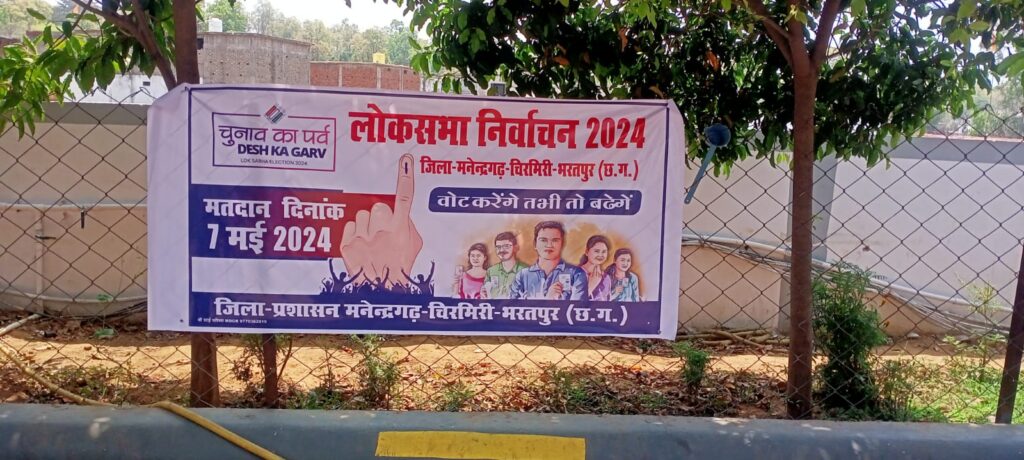 चुनाव का पर्व
DESH KA GARV
LOK SABHA ELECTION 2024
लोकसभा निर्वाचन 2024
जिला-मनेन्द्रगढ़-चिरमिरी-भरतपुर (छ.ग.)
मतदान दिनांक
7 मई 2024
वोट करेंगे तभी तो बढेगें
जिला-प्रशासन मनेन्द्रगढ़-चिरमिरी-भरतपुर (छ.ग.)